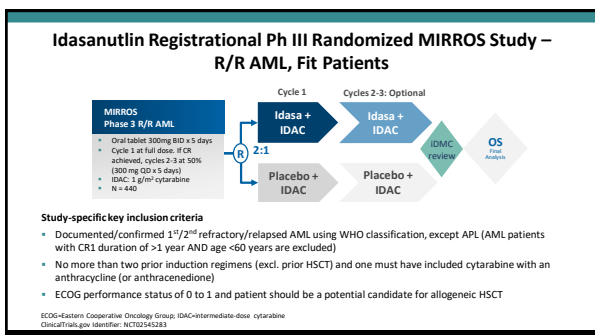 Idasanutlin Registrational Ph III Randomized MIRROS Study –
R/R AML, Fit Patients
Cycle 1
Cycles 2-3: Optional
MIRROS
Phase 3 R/R AML
▪ Oral tablet 300mg BID x 5 days
▪ Cycle 1 at full dose. If CR
achieved, cycles 2-3 at 50%
(300 mg QD x 5 days)
▪ IDAC: 1 g/m² cytarabine
▪ N = 440
R
2:1
Idasa +
IDAC
Idasa +
IDAC
Placebo +
IDAC
Placebo +
IDAC
iDMC
review
OS
Final
Analysis
Study-specific key inclusion criteria
▪ Documented/confirmed 1st/2nd refractory/relapsed AML using WHO classification, except APL (AML patients
with CR1 duration of >1 year AND age <60 years are excluded)
▪ No more than two prior induction regimens (excl. prior HSCT) and one must have included cytarabine with an
anthracycline (or anthracenedione)
▪ ECOG performance status of 0 to 1 and patient should be a potential candidate for allogeneic HSCT
ECOG=Eastern Cooperative Oncology Group; IDAC=intermediate-dose cytarabine
ClinicalTrials.gov Identifier: NCT02545283